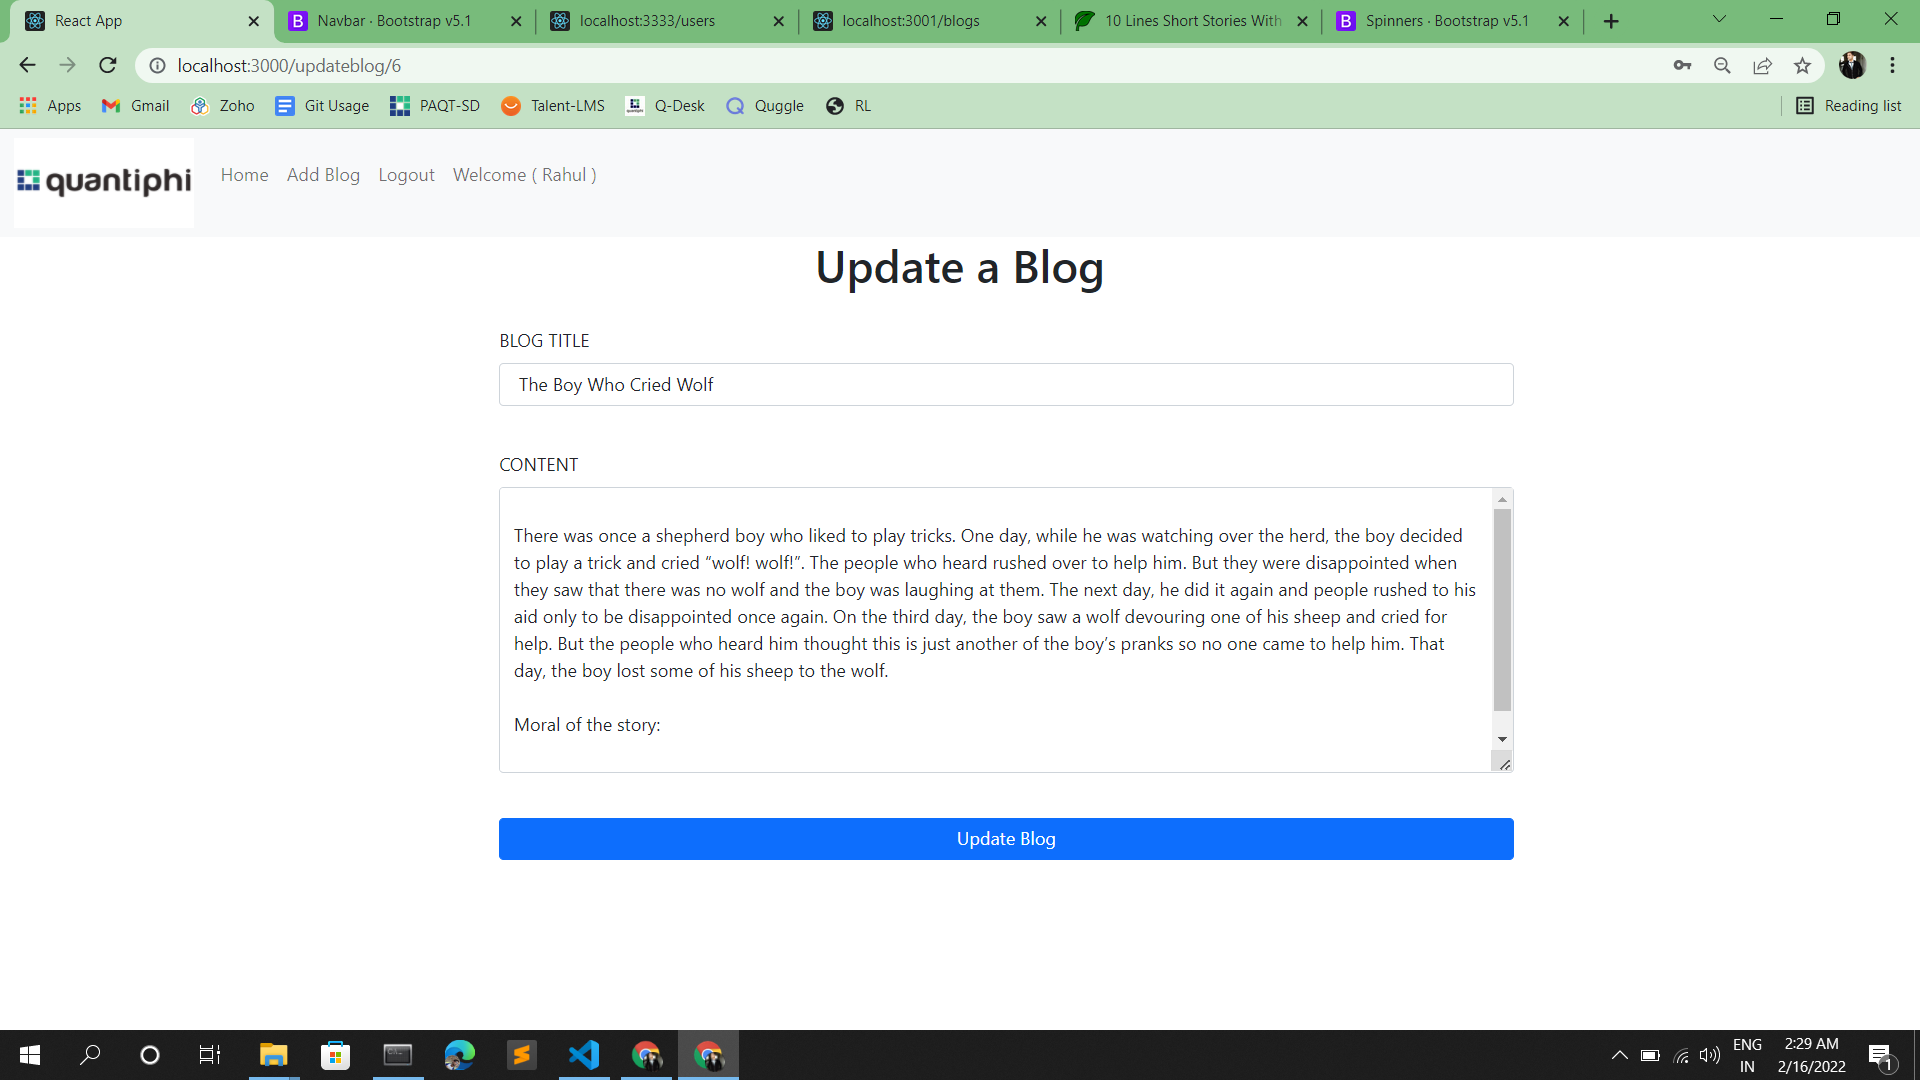 React App
Navbar · Bootstrap v5.1
localhost:3333/users
localhost:3001/blogs
10 Lines Short Stories With
Spinners · Bootstrap v5.1
localhost:3000/updateblog/6
Apps
Gmail
Zoho
Git Usage
PAQT-SD
Talent-LMS
Q-Desk
Quggle
RL
Reading list
quantiphi
Home
Add Blog
Logout
Welcome ( Rahul )
Update a Blog
BLOG TITLE
The Boy Who Cried Wolf
CONTENT
There was once a shepherd boy who liked to play tricks. One day, while he was watching over the herd, the boy decided
to play a trick and cried “wolf! wolf!”. The people who heard rushed over to help him. But they were disappointed when
they saw that there was no wolf and the boy was laughing at them. The next day, he did it again and people rushed to his
aid only to be disappointed once again. On the third day, the boy saw a wolf devouring one of his sheep and cried for
help. But the people who heard him thought this is just another of the boy’s pranks so no one came to help him. That
day, the boy lost some of his sheep to the wolf.
Moral of the story:
Update Blog
ENG
IN
2:29 AM
2/16/2022
1